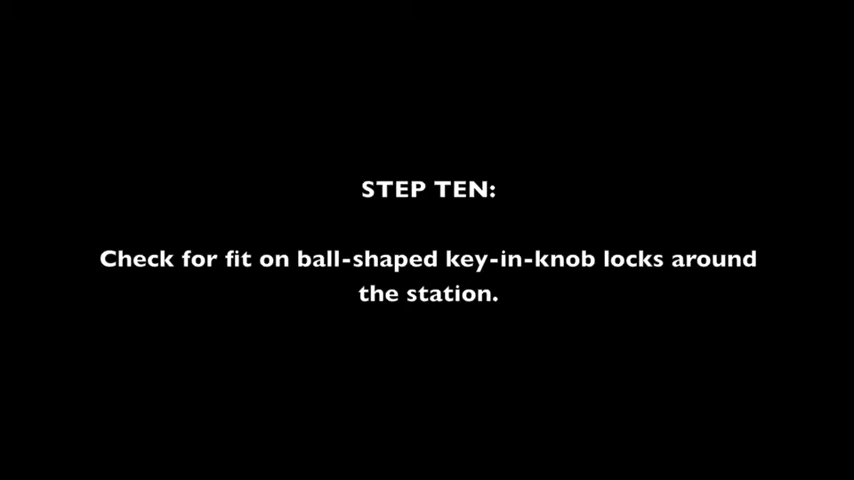 STEP TEN:
Check for fit on ball-shaped key-in-knob locks around
the station.